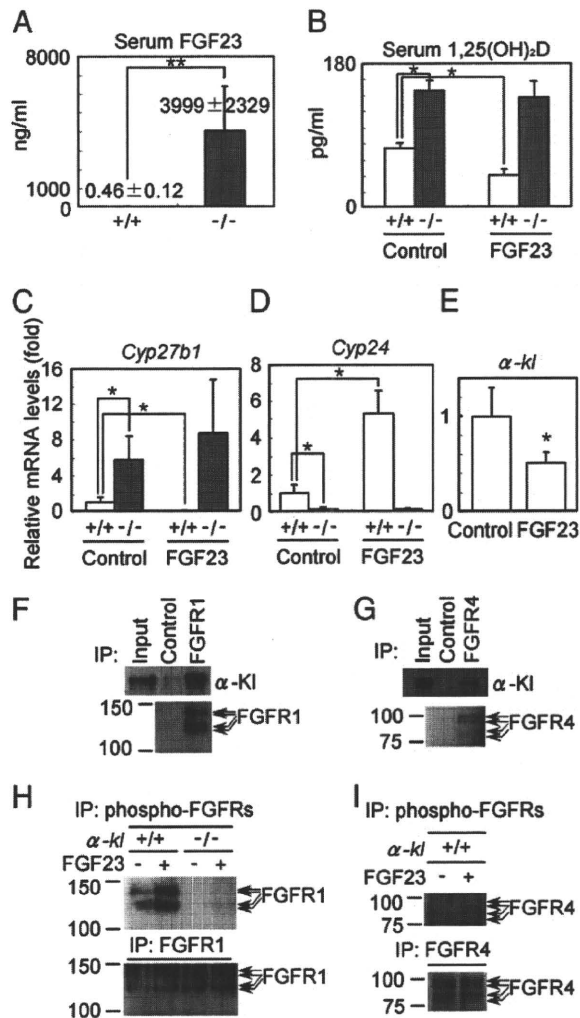 A
Serum FGF23
8000
**
3999±2329
ng/ml
1000
0
0.46±0.12
+/+
-/-
B
180
Serum 1,25(OH)₂D
*
*
pg/ml
0
+/+ -/-
+/+ -/-
Control
FGF23
C
Cyp27b1
Relative mRNA levels (fold)
16
12
8
4
0
*
*
+/+ -/-
+/+ -/-
Control
FGF23
D
Cyp24
8
6
4
2
0
*
*
+/+ -/-
+/+ -/-
Control
FGF23
E
α-kl
1
0
*
Control
FGF23
F
IP:
Input
Control
FGFR1
α-Kl
150
FGFR1
100
G
IP:
Input
Control
FGFR4
α-Kl
100
FGFR4
75
H
IP: phospho-FGFRs
α-kl +/+ -/-
FGF23 - + - +
150
FGFR1
100
IP: FGFR1
150
FGFR1
100
I
IP: phospho-FGFRs
α-kl +/+
FGF23 - +
100
FGFR4
75
IP: FGFR4
100
FGFR4
75